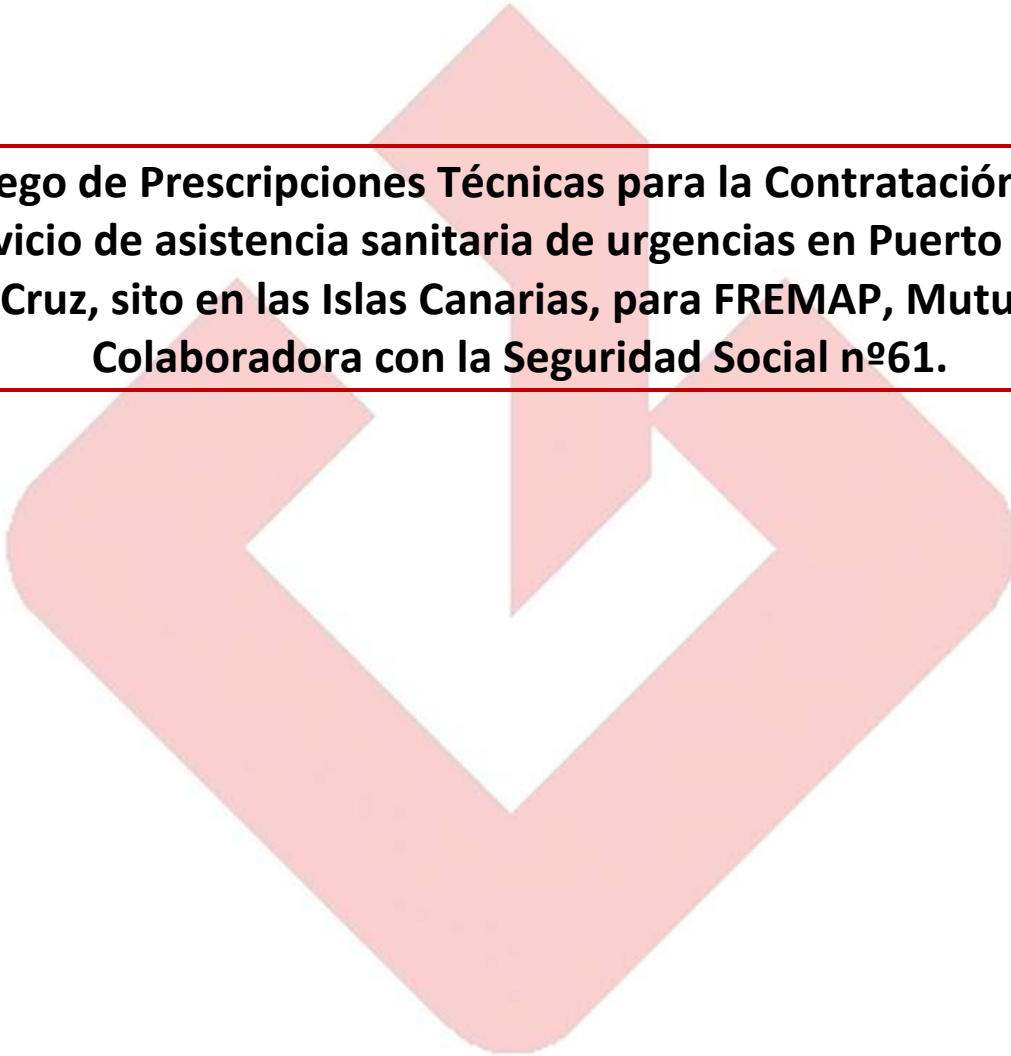 ego de Prescripciones Técnicas para la Contratación
vicio de asistencia sanitaria de urgencias en Puerto
Cruz, sito en las Islas Canarias, para FREMAP, Mutu
Colaboradora con la Seguridad Social nº61.